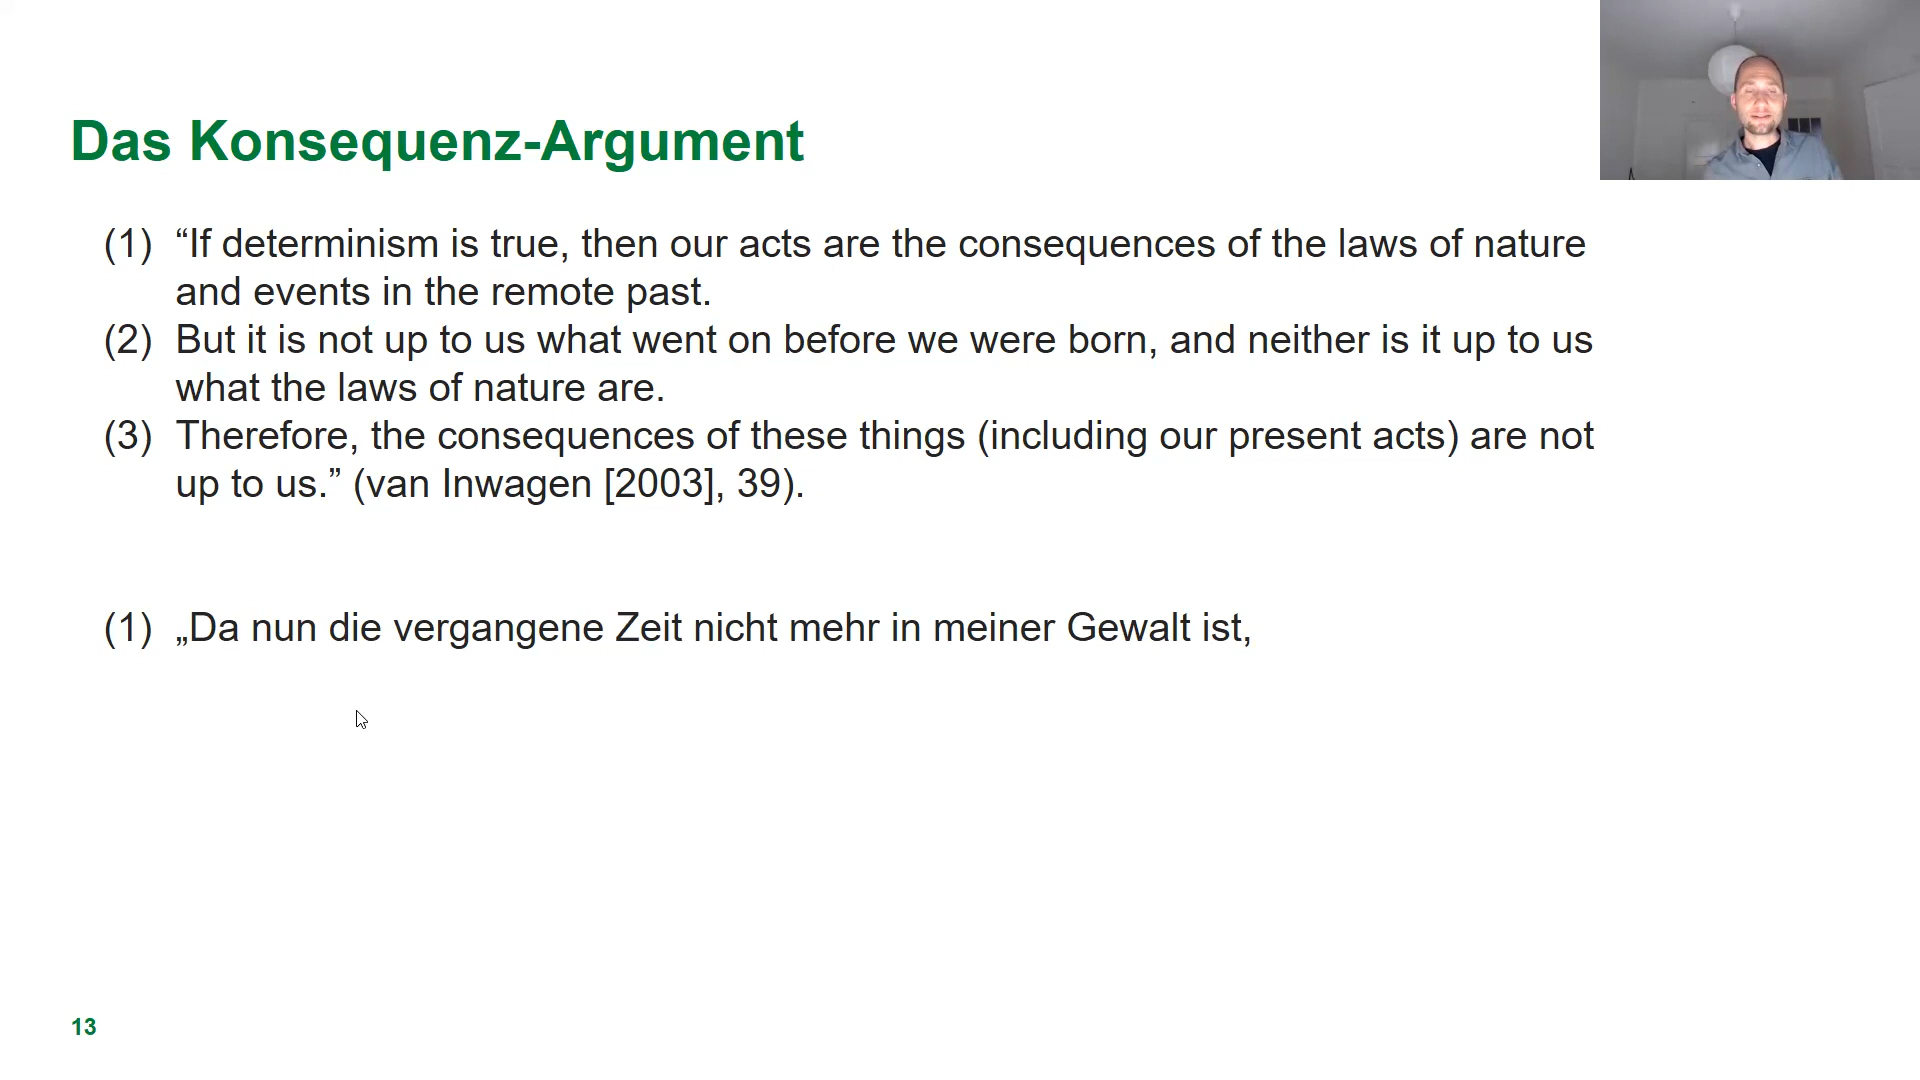 Das Konsequenz-Argument
(1) “If determinism is true, then our acts are the consequences of the laws of nature
and events in the remote past.
(2) But it is not up to us what went on before we were born, and neither is it up to us
what the laws of nature are.
(3) Therefore, the consequences of these things (including our present acts) are not
up to us.” (van Inwagen [2003], 39).
(1) „Da nun die vergangene Zeit nicht mehr in meiner Gewalt ist,
13